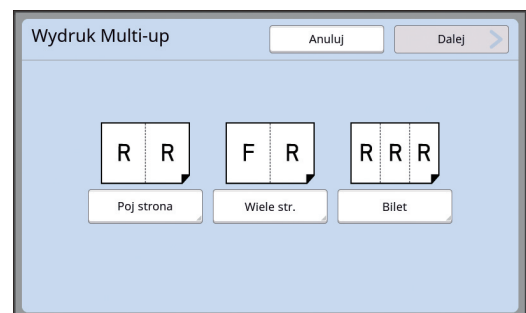 Wydruk Multi-up
Anuluj
Dalej
R R
F R
R R R
Poj strona
Wiele str.
Bilet